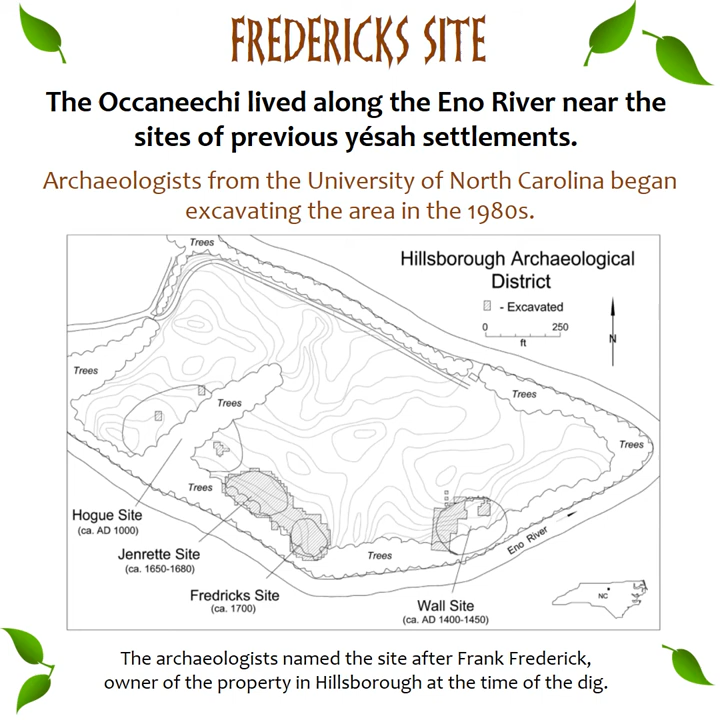 FREDERICKS SITE
The Occaneechi lived along the Eno River near the
sites of previous yésah settlements.
Archaeologists from the University of North Carolina began
excavating the area in the 1980s.
Trees
Hillsborough Archaeological
District
- Excavated
0 250
ft
N
Trees
Trees
Trees
Trees
Trees
Hogue Site
(ca. AD 1000)
Jenrette Site
(ca. 1650-1680)
Trees
Eno River
Fredricks Site
(ca. 1700)
Wall Site
(ca. AD 1400-1450)
NC
The archaeologists named the site after Frank Frederick,
owner of the property in Hillsborough at the time of the dig.